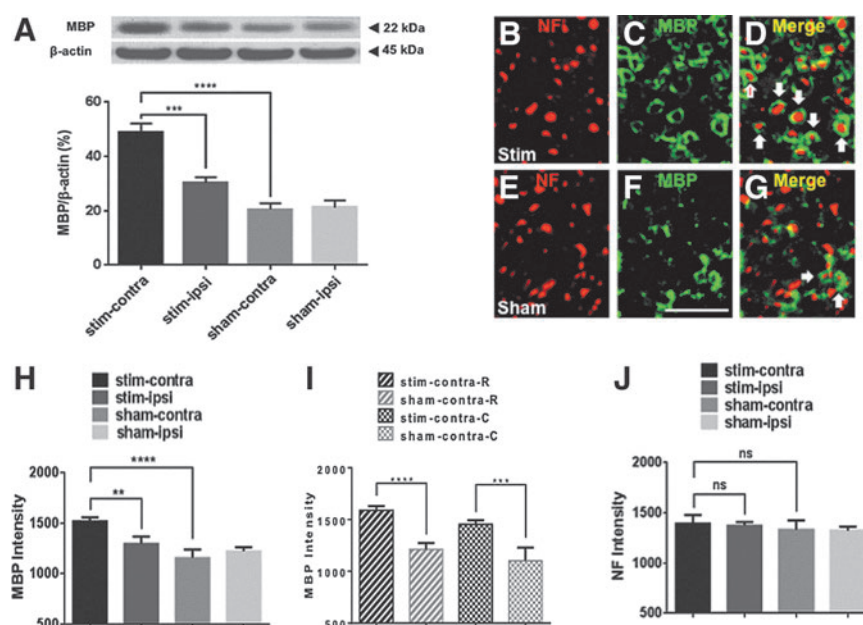 A
MBP
22 kDa
β-actin
45 kDa
****
***
60
40
20
0
MBP/β-actin (%)
stim-contra
stim-ipsi
sham-contra
sham-ipsi
B NF
C MBP
D Merge
Stim
E NF
F MBP
G Merge
Sham
H
stim-contra
stim-ipsi
sham-contra
sham-ipsi
****
**
2000
1500
1000
500
MBP Intensity
I
stim-contra-R
sham-contra-R
stim-contra-C
sham-contra-C
****
***
2000
1500
1000
500
MBP Intensity
J
stim-contra
stim-ipsi
sham-contra
sham-ipsi
ns
ns
2000
1500
1000
500
NF Intensity